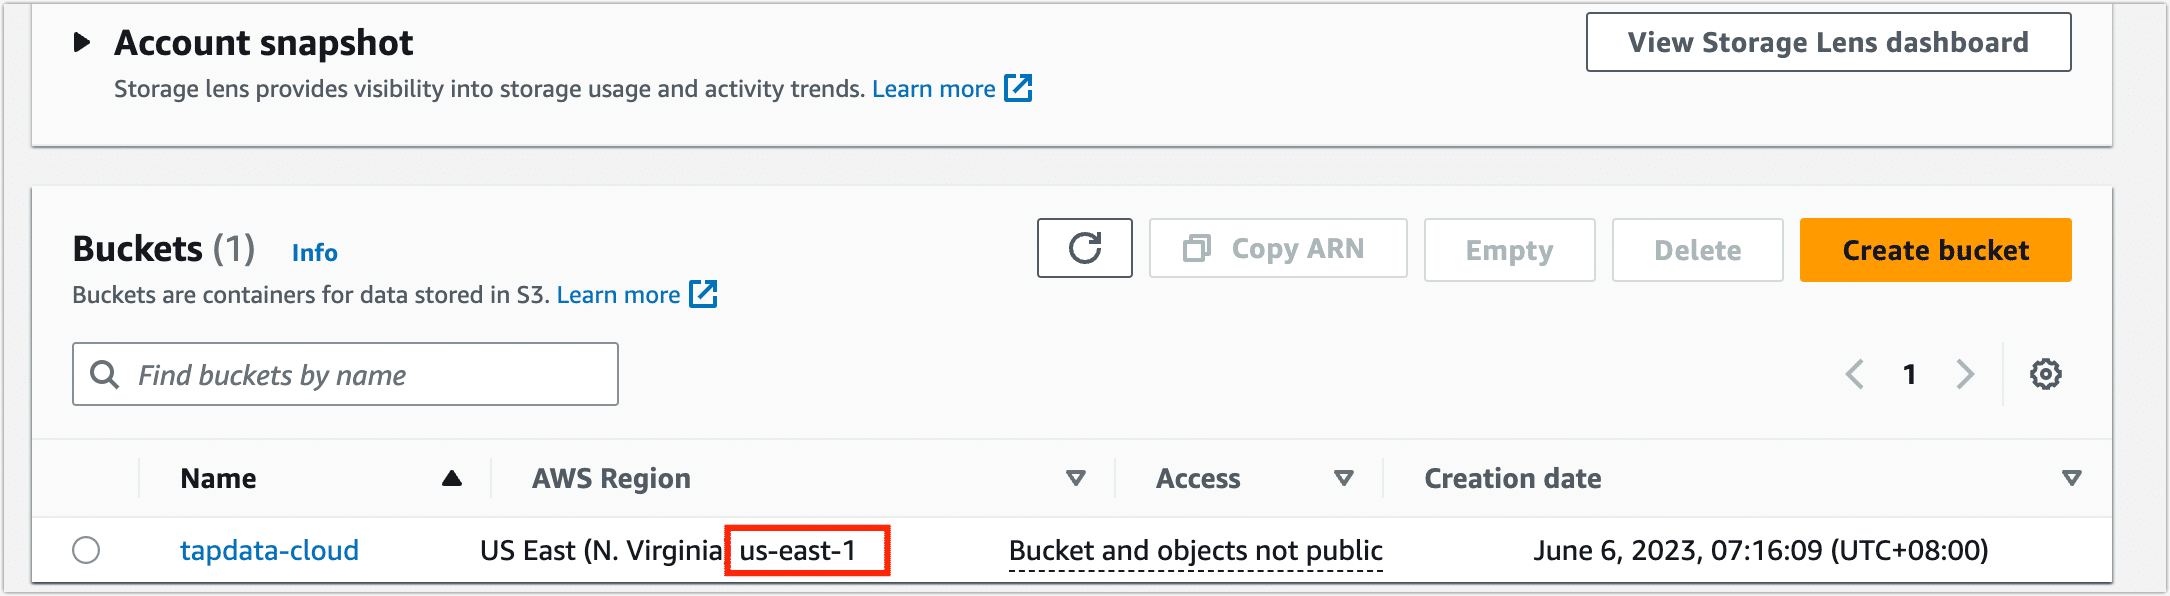 Account snapshot
View Storage Lens dashboard
Storage lens provides visibility into storage usage and activity trends. Learn more
Buckets (1) Info
Copy ARN
Empty
Delete
Create bucket
Buckets are containers for data stored in S3. Learn more
Find buckets by name
1
Name AWS Region Access Creation date
tapdata-cloud US East (N. Virginia us-east-1 Bucket and objects not public June 6, 2023, 07:16:09 (UTC+08:00)